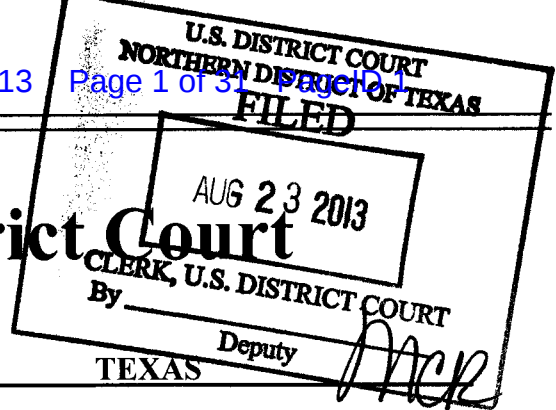 U.S. DISTRICT COURT
NORTHERN DISTRICT OF TEXAS
13 Page 1 of 31 PageID 1
FILED
AUG 23 2013
rict Court
CLERK, U.S. DISTRICT COURT
By
Deputy
TEXAS